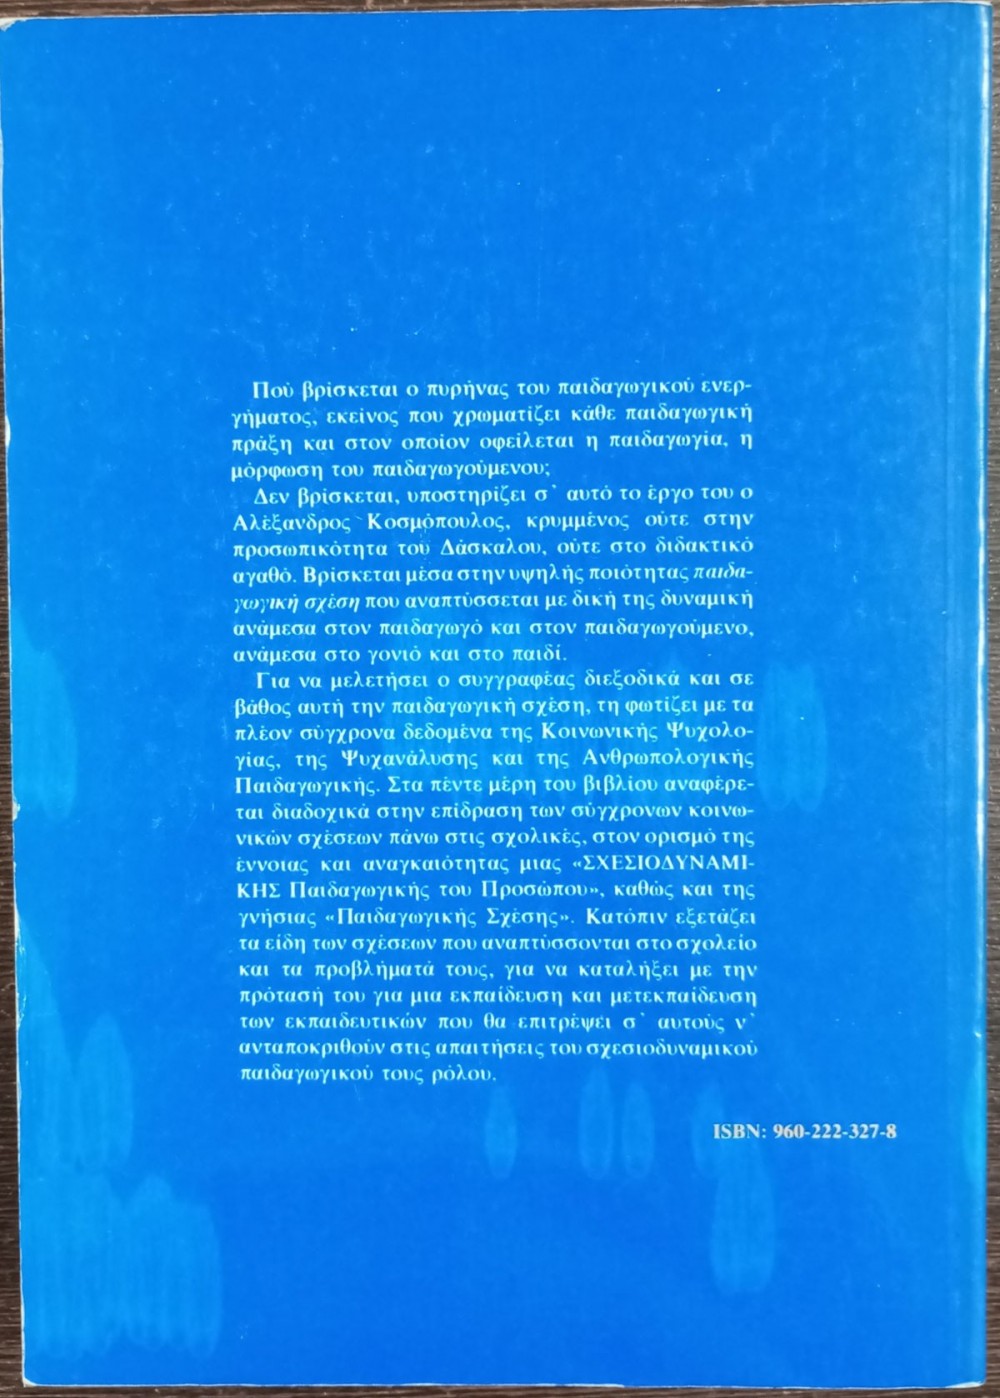 Πού βρίσκεται ο πυρήνας του παιδαγωγικού ενερ-
γήματος, εκείνος που χρωματίζει κάθε παιδαγωγική
πράξη και στον οποίον οφείλεται η παιδαγωγία, η
μόρφωση του παιδαγωγούμενου;
Δεν βρίσκεται, υποστηρίζει σ' αυτό το έργο του ο
Αλέξανδρος Κοσμόπουλος, κρυμμένος ούτε στην
προσωπικότητα του Δάσκαλου, ούτε στο διδακτικό
αγαθό. Βρίσκεται μέσα στην υψηλής ποιότητας παιδα-
γωγική σχέση που αναπτύσσεται με δική της δυναμική
ανάμεσα στον παιδαγωγό και στον παιδαγωγούμενο,
ανάμεσα στο γονιό και στο παιδί.
Για να μελετήσει ο συγγραφέας διεξοδικά και σε
βάθος αυτή την παιδαγωγική σχέση, τη φωτίζει με τα
πλέον σύγχρονα δεδομένα της Κοινωνικής Ψυχολο-
γίας, της Ψυχανάλυσης και της Ανθρωπολογικής
Παιδαγωγικής. Στα πέντε μέρη του βιβλίου αναφέρε-
ται διαδοχικά στην επίδραση των σύγχρονων κοινω-
νικών σχέσεων πάνω στις σχολικές, στον ορισμό της
έννοιας και αναγκαιότητας μιας «ΣΧΕΣΙΟΔΥΝΑΜΙ-
ΚΗΣ Παιδαγωγικής του Προσώπου», καθώς και της
γνήσιας «Παιδαγωγικής Σχέσης». Κατόπιν εξετάζει
τα είδη των σχέσεων που αναπτύσσονται στο σχολείο
και τα προβλήματά τους, για να καταλήξει με την
πρότασή του για μια εκπαίδευση και μετεκπαίδευση
των εκπαιδευτικών που θα επιτρέψει σ' αυτούς ν'
ανταποκριθούν στις απαιτήσεις του σχεσιοδυναμικού
παιδαγωγικού τους ρόλου.
ISBN: 960-222-327-8